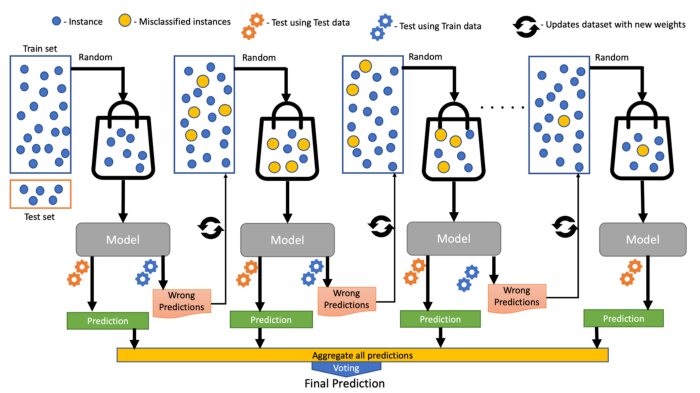 - Instance
- Misclassified instances
- Test using Test data
- Test using Train data
- Updates dataset with new weights
Train set
Random
Random
Random
Random
Test set
Model
Model
Model
Model
Wrong
Predictions
Wrong
Predictions
Wrong
Predictions
Prediction
Prediction
Prediction
Prediction
Aggregate all predictions
Voting
Final Prediction